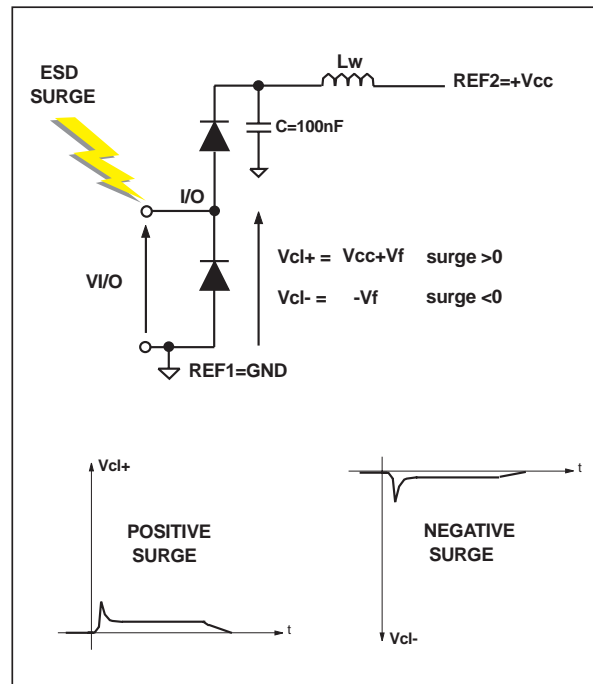 Lw
ESD
SURGE
REF2=+Vcc
C=100nF
I/O
Vcl+ = Vcc+Vf surge >0
VI/O
Vcl- = -Vf surge <0
REF1=GND
Vcl+
t
POSITIVE
SURGE
NEGATIVE
SURGE
t
Vcl-